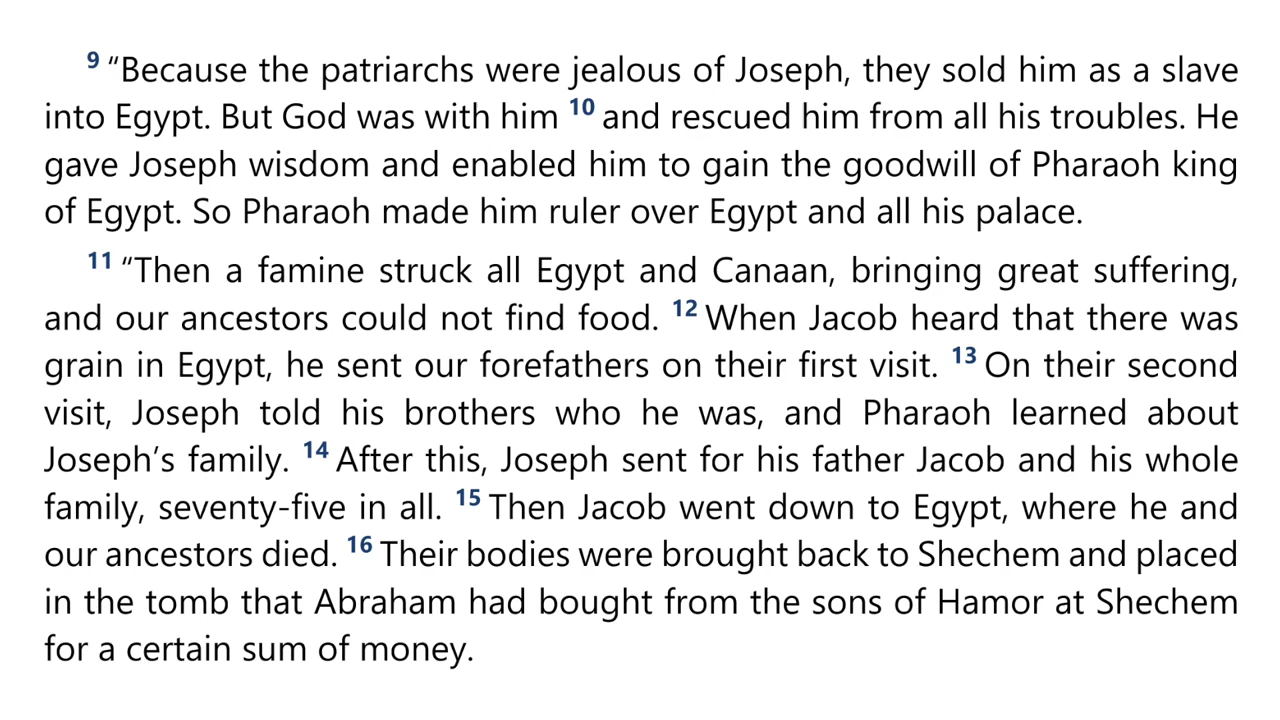 9 “Because the patriarchs were jealous of Joseph, they sold him as a slave
into Egypt. But God was with him 10 and rescued him from all his troubles. He
gave Joseph wisdom and enabled him to gain the goodwill of Pharaoh king
of Egypt. So Pharaoh made him ruler over Egypt and all his palace.
11 “Then a famine struck all Egypt and Canaan, bringing great suffering,
and our ancestors could not find food. 12 When Jacob heard that there was
grain in Egypt, he sent our forefathers on their first visit. 13 On their second
visit, Joseph told his brothers who he was, and Pharaoh learned about
Joseph’s family. 14 After this, Joseph sent for his father Jacob and his whole
family, seventy-five in all. 15 Then Jacob went down to Egypt, where he and
our ancestors died. 16 Their bodies were brought back to Shechem and placed
in the tomb that Abraham had bought from the sons of Hamor at Shechem
for a certain sum of money.